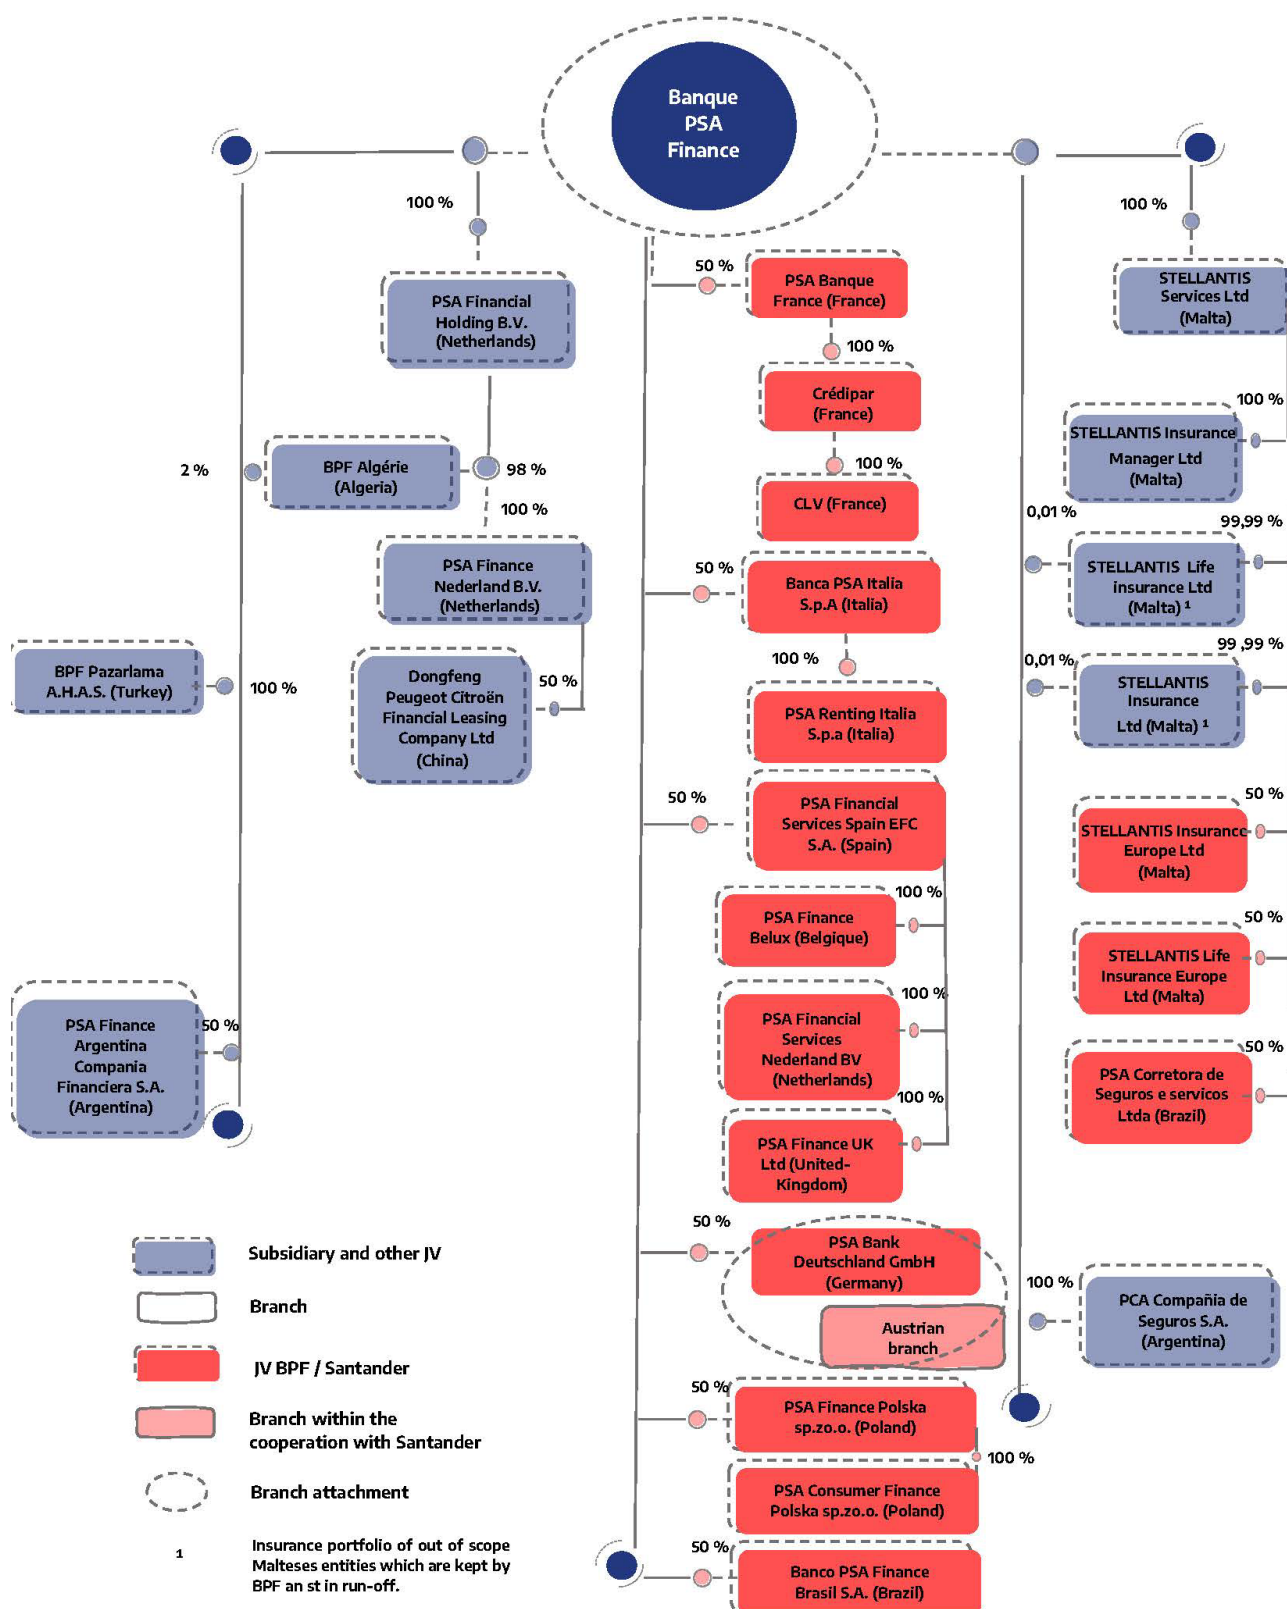 Banque
PSA
Finance
100 %
PSA Financial
Holding B.V.
(Netherlands)
2 %
BPF Algérie
(Algeria)
98 %
100 %
PSA Finance
Nederland B.V.
(Netherlands)
BPF Pazarlama
A.H.A.S. (Turkey)
100 %
Dongfeng
Peugeot Citroën
Financial Leasing
Company Ltd
(China)
50 %
PSA Finance
Argentina
Compania
Financiera S.A.
(Argentina)
50 %
50 %
PSA Banque
France (France)
100 %
Crédipar
(France)
100 %
CLV (France)
50 %
Banca PSA Italia
S.p.A (Italia)
100 %
PSA Renting Italia
S.p.a (Italia)
50 %
PSA Financial
Services Spain EFC
S.A. (Spain)
100 %
PSA Finance
Belux (Belgique)
100 %
PSA Financial
Services
Nederland BV
(Netherlands)
100 %
PSA Finance UK
Ltd (United-
Kingdom)
50 %
PSA Bank
Deutschland GmbH
(Germany)
Austrian
branch
50 %
PSA Finance Polska
sp.zo.o. (Poland)
100 %
PSA Consumer Finance
Polska sp.zo.o. (Poland)
50 %
Banco PSA Finance
Brasil S.A. (Brazil)
100 %
STELLANTIS
Services Ltd
(Malta)
100 %
STELLANTIS Insurance
Manager Ltd
(Malta)
0,01 %
99,99 %
STELLANTIS Life
insurance Ltd
(Malta) ¹
0,01 %
99 ,99 %
STELLANTIS
Insurance
Ltd (Malta) ¹
50 %
STELLANTIS Insurance
Europe Ltd
(Malta)
50 %
STELLANTIS Life
Insurance Europe
Ltd (Malta)
50 %
PSA Corretora de
Seguros e servicos
Ltda (Brazil)
100 %
PCA Compañia de
Seguros S.A.
(Argentina)
Subsidiary and other JV
Branch
JV BPF / Santander
Branch within the
cooperation with Santander
Branch attachment
1
Insurance portfolio of out of scope
Malteses entities which are kept by
BPF an st in run-off.